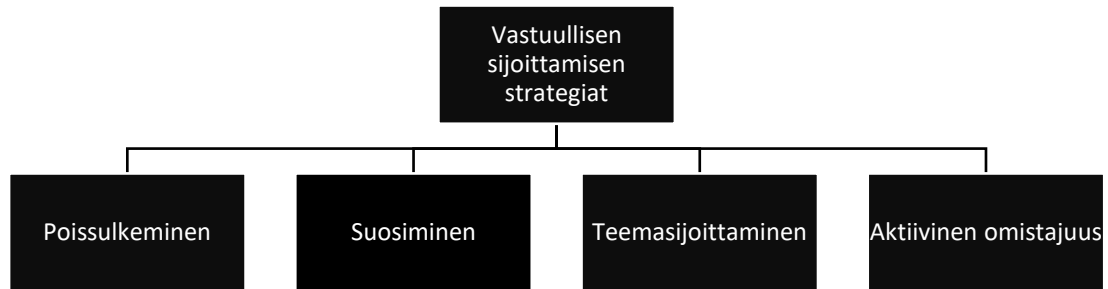 Vastuullisen
sijoittamisen
strategiat
Poissulkeminen
Suosiminen
Teemasijoittaminen
Aktiivinen omistajuus